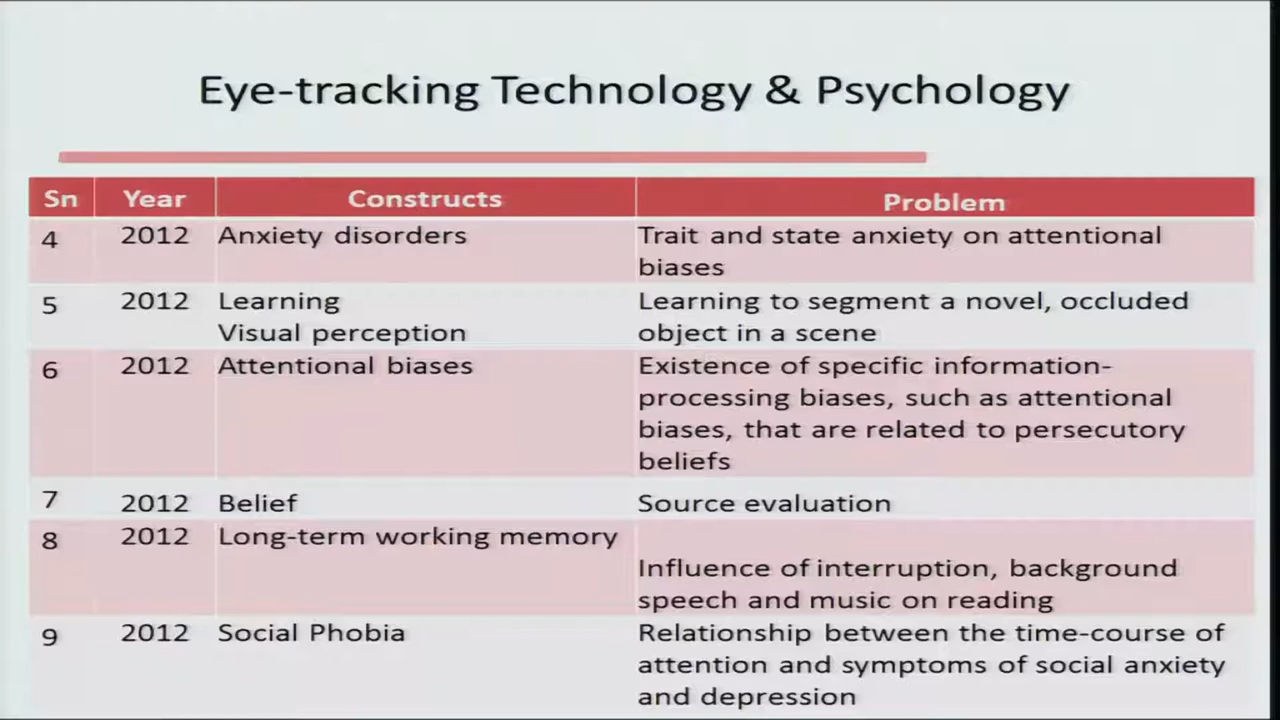 Eye-tracking Technology & Psychology
Sn Year Constructs Problem
4 2012 Anxiety disorders Trait and state anxiety on attentional
biases
5 2012 Learning Learning to segment a novel, occluded
Visual perception object in a scene
6 2012 Attentional biases Existence of specific information-
processing biases, such as attentional
biases, that are related to persecutory
beliefs
7 2012 Belief Source evaluation
8 2012 Long-term working memory
Influence of interruption, background
speech and music on reading
9 2012 Social Phobia Relationship between the time-course of
attention and symptoms of social anxiety
and depression